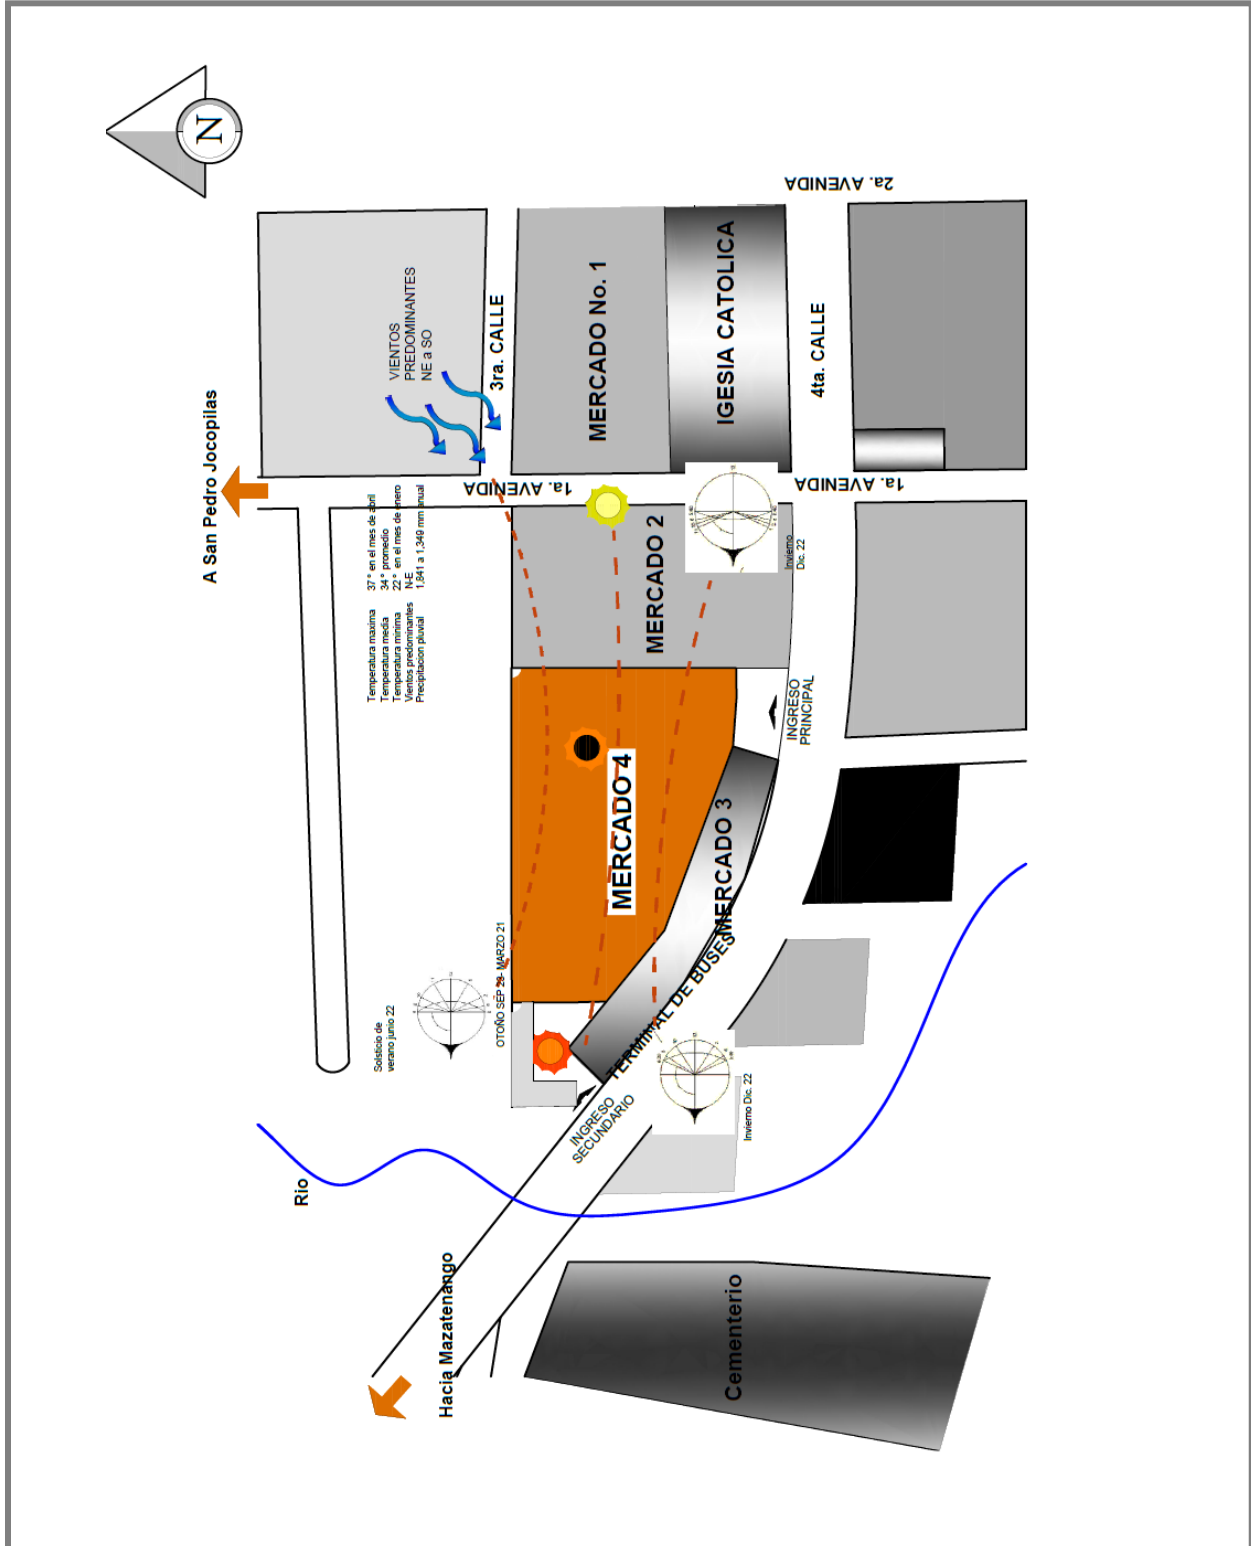 N
A San Pedro Jocopilas
VIENTOS
PREDOMINANTES
NE a SO
3ra. CALLE
MERCADO No. 1
IGESIA CATOLICA
4ta. CALLE
2a. AVENIDA
1a. AVENIDA
1a. AVENIDA
Temperatura maxima 37° en el mes de abril
Temperatura media 34° promedio
Temperatura minima 22° en el mes de enero
Vientos predominantes N-E
Precipitacion pluvial 1,841 a 1,349 mm anual
MERCADO 2
Invierno
Dic. 22
INGRESO
PRINCIPAL
MERCADO 4
MERCADO 3
TERMINAL DE BUSES
OTOÑO SEP 23- MARZO 21
Solsticio de
verano junio 22
INGRESO
SECUNDARIO
Invierno Dic. 22
Rio
Hacia Mazatenango
Cementerio